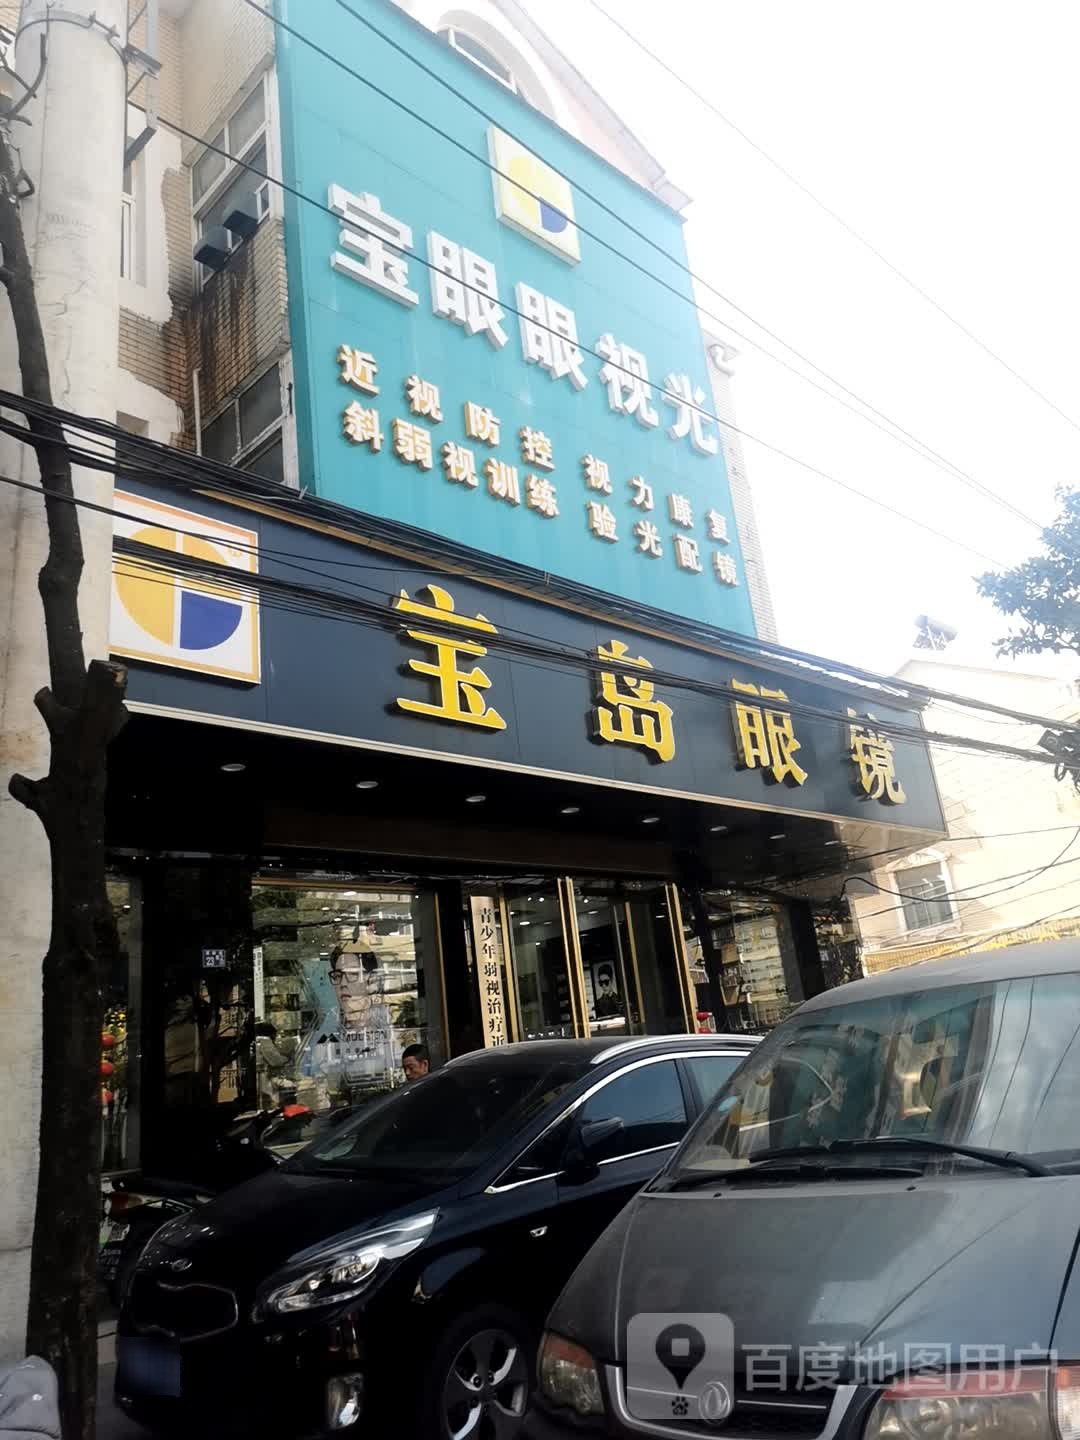 宝眼眼视光
近视防控 视力康复
斜弱视训练 验光配镜
宝岛眼镜
青少年弱视治疗
23
百度地图用户